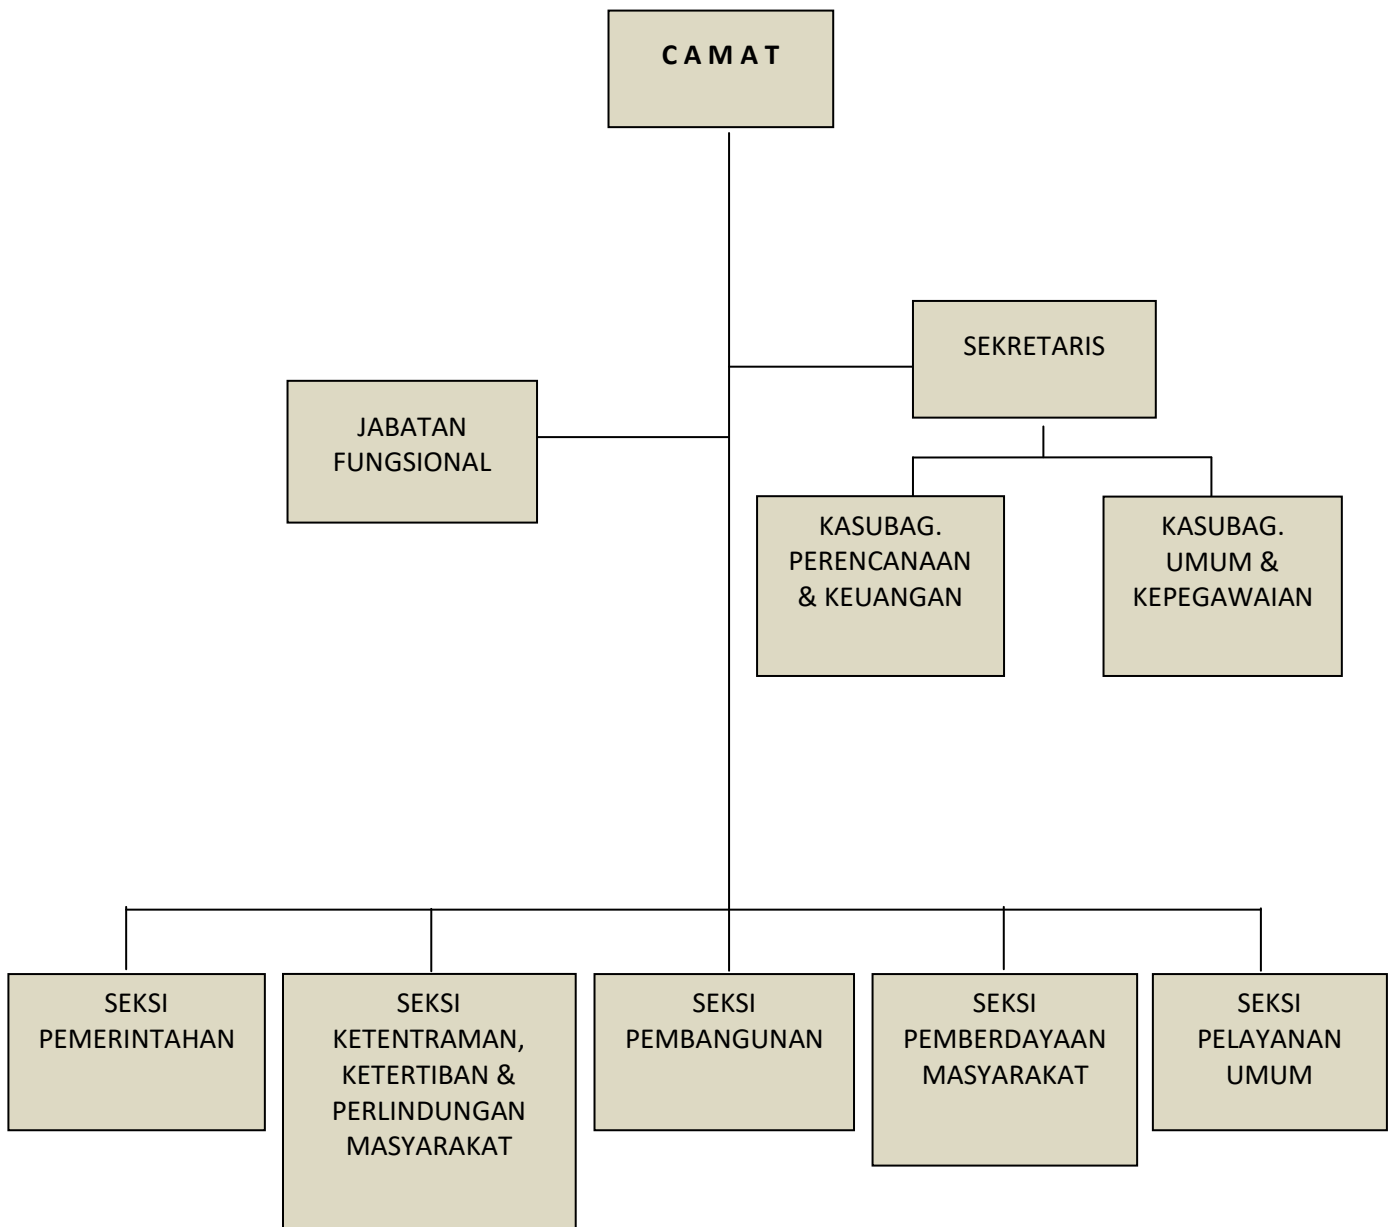 C A M A T
SEKRETARIS
JABATAN
FUNGSIONAL
KASUBAG.
PERENCANAAN
& KEUANGAN
KASUBAG.
UMUM &
KEPEGAWAIAN
SEKSI
PEMERINTAHAN
SEKSI
KETENTRAMAN,
KETERTIBAN &
PERLINDUNGAN
MASYARAKAT
SEKSI
PEMBANGUNAN
SEKSI
PEMBERDAYAAN
MASYARAKAT
SEKSI
PELAYANAN
UMUM